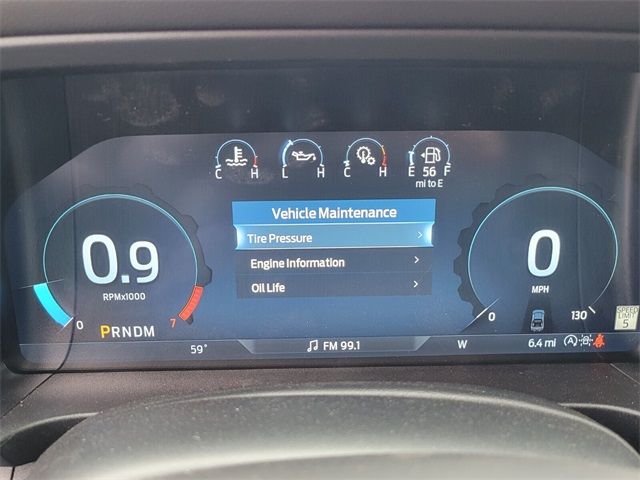 C H L H C H E 56 F
mi to E
Vehicle Maintenance
Tire Pressure
Engine Information
Oil Life
0.9
RPMx1000
0 7
PRNDM
0
MPH
0 130
SPEED
LIMIT
5
59°
FM 99.1
W
6.4 mi
A